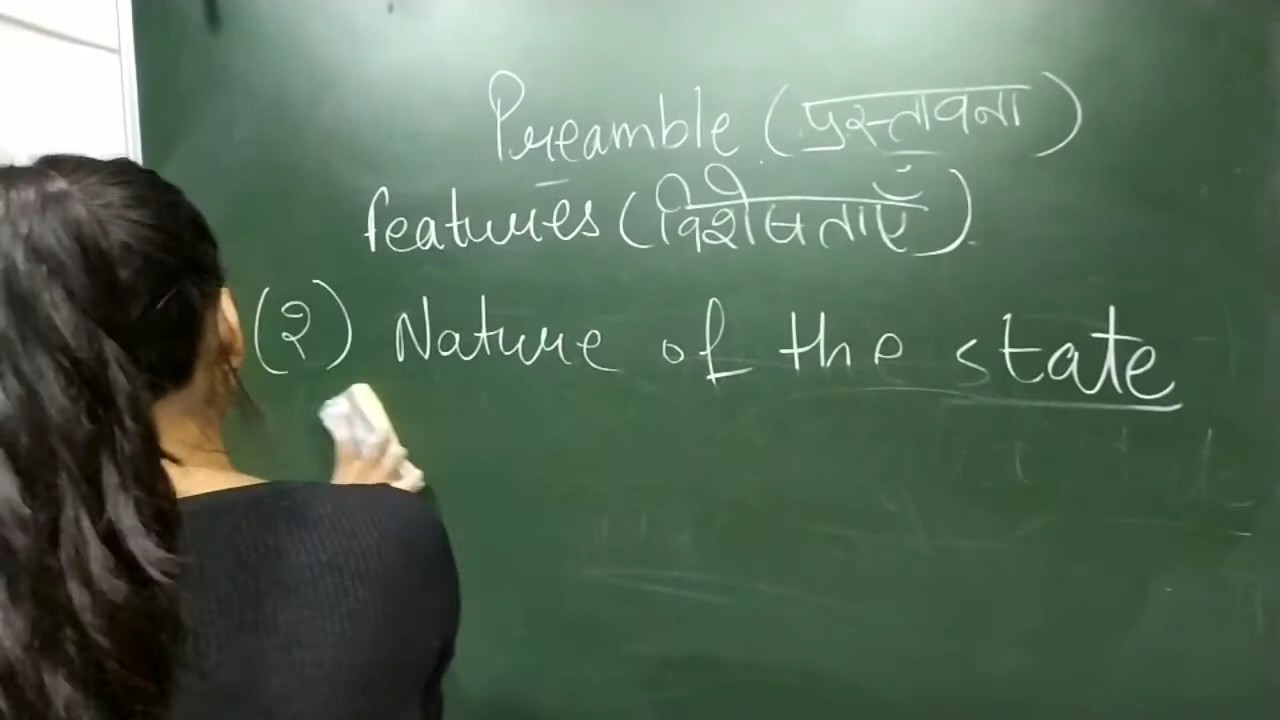 Preamble (प्रस्तावना)
features (विशेषताएँ)
(२) Nature of the state